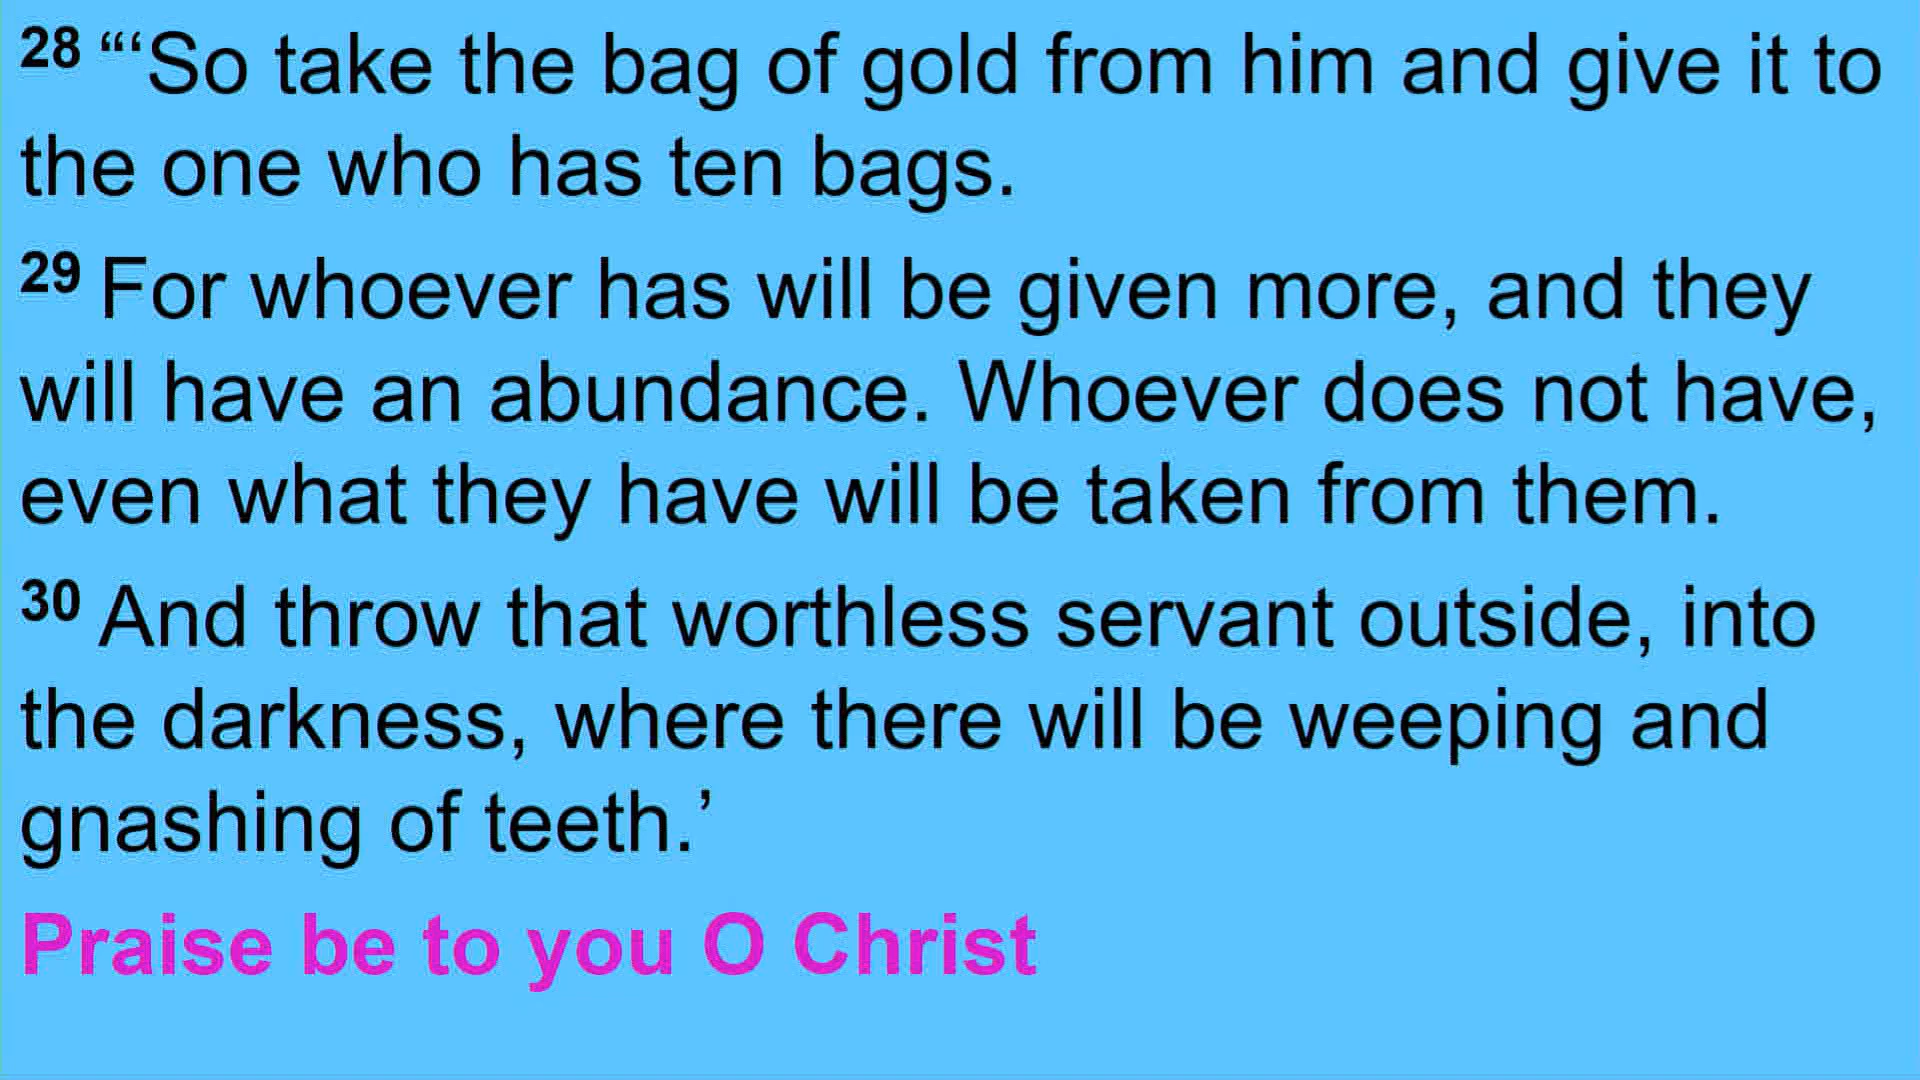 28 “‘So take the bag of gold from him and give it to
the one who has ten bags.
29 For whoever has will be given more, and they
will have an abundance. Whoever does not have,
even what they have will be taken from them.
30 And throw that worthless servant outside, into
the darkness, where there will be weeping and
gnashing of teeth.’
Praise be to you O Christ